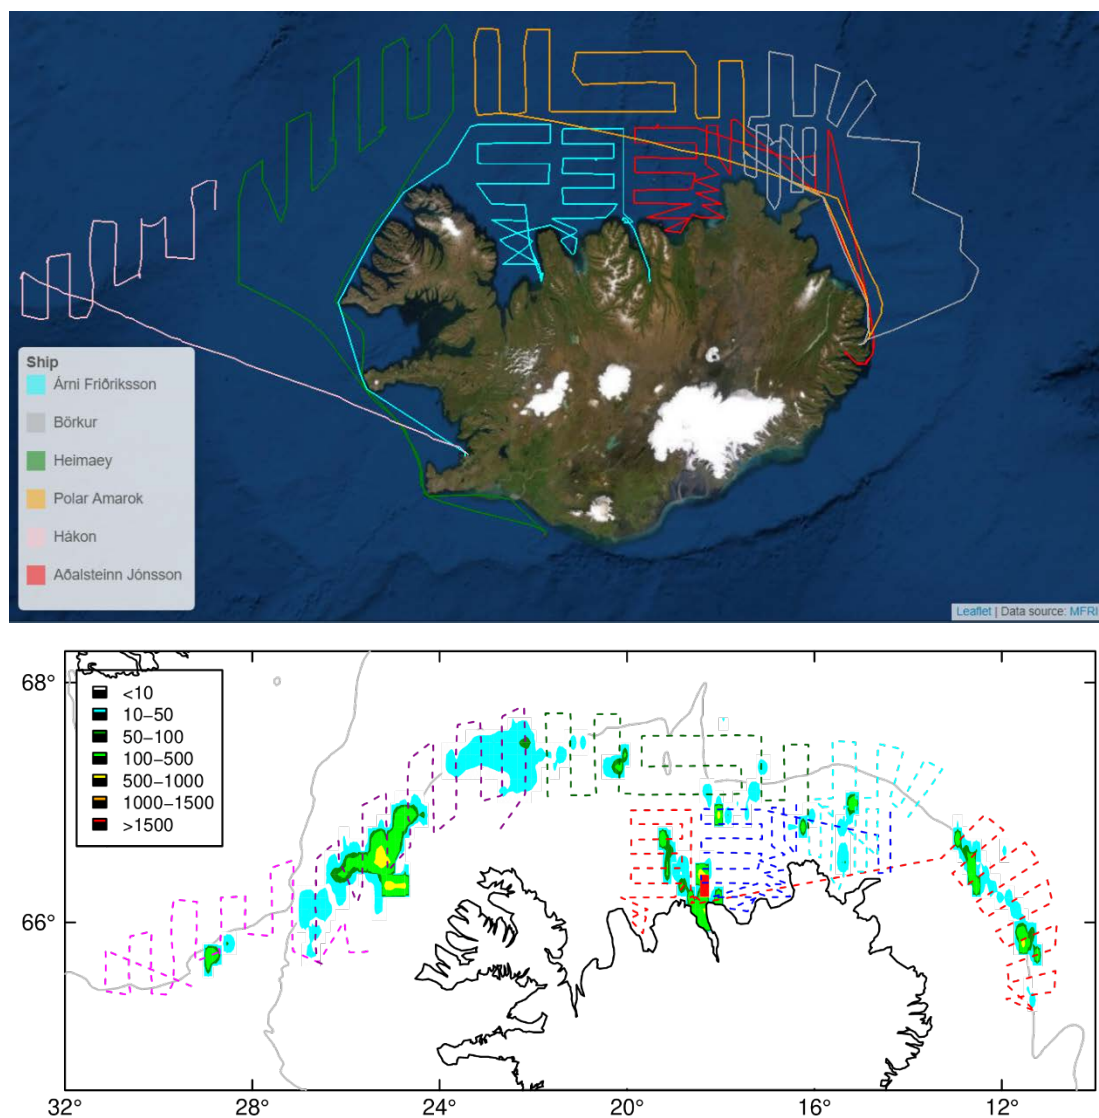 Ship
Árni Friðriksson
Börkur
Heimaey
Polar Amarok
Hákon
Aðalsteinn Jónsson
Leaflet | Data source: MFRI
68°
66°
<10
10−50
50−100
100−500
500−1000
1000−1500
>1500
32° 28° 24° 20° 16° 12°